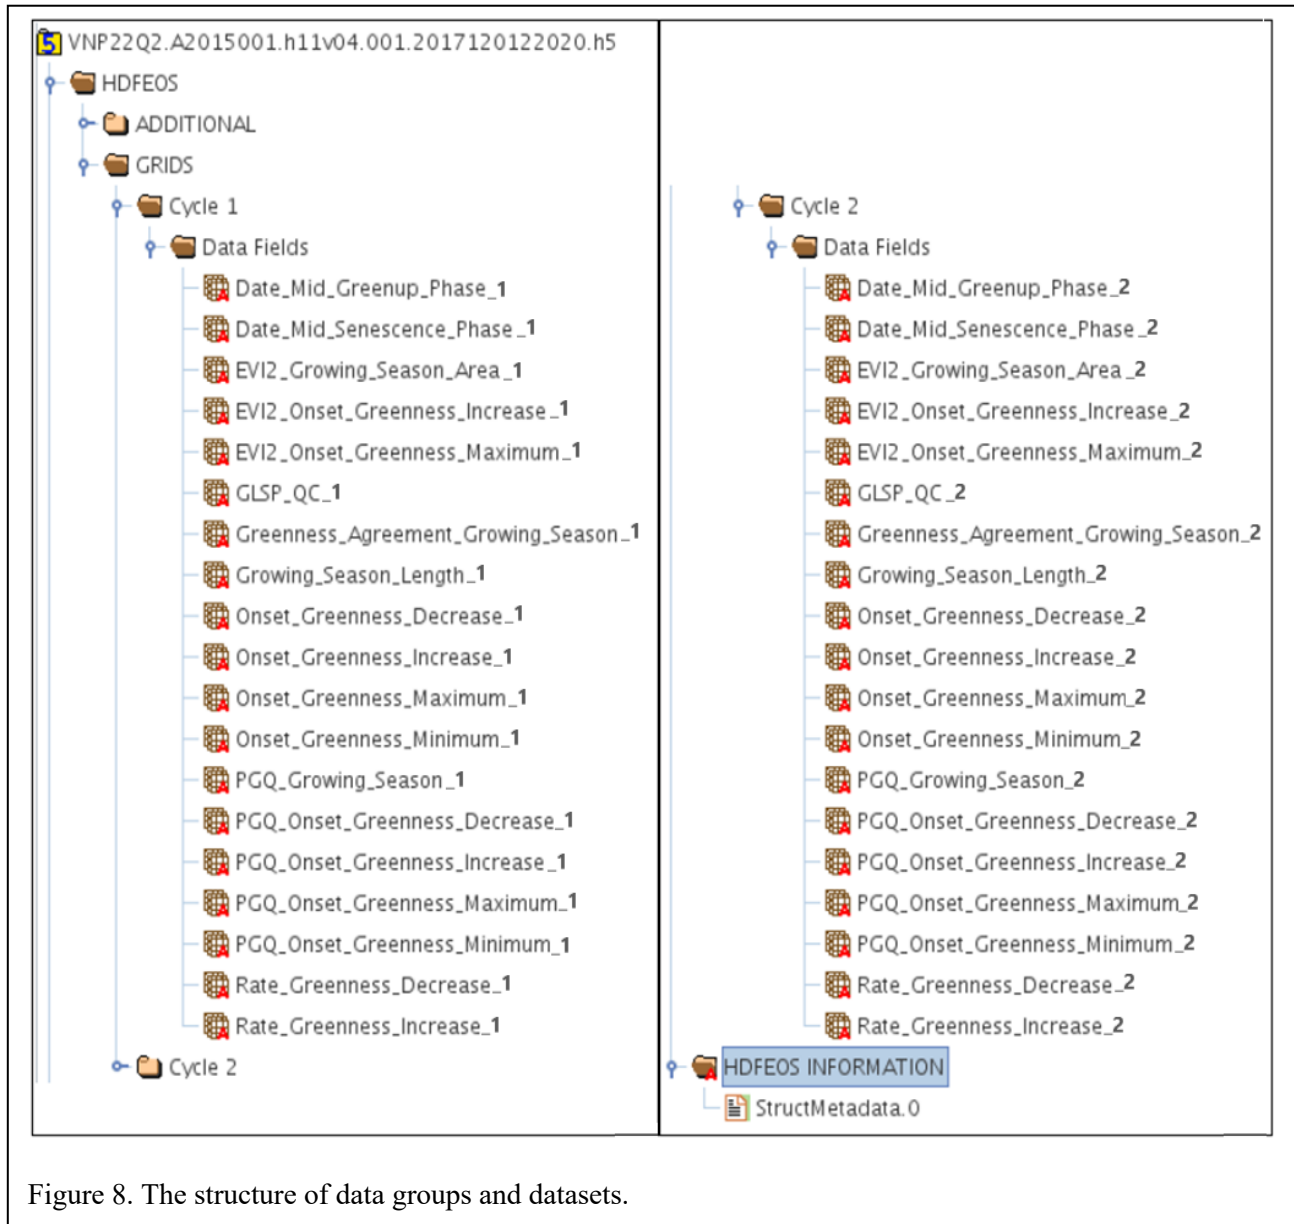 VNP22Q2.A2015001.h11v04.001.2017120122020.h5
HDFEOS
ADDITIONAL
GRIDS
Cycle 1
Data Fields
Date_Mid_Greenup_Phase_1
Date_Mid_Senescence_Phase_1
EVI2_Growing_Season_Area_1
EVI2_Onset_Greenness_Increase_1
EVI2_Onset_Greenness_Maximum_1
GLSP_QC_1
Greenness_Agreement_Growing_Season_1
Growing_Season_Length_1
Onset_Greenness_Decrease_1
Onset_Greenness_Increase_1
Onset_Greenness_Maximum_1
Onset_Greenness_Minimum_1
PGQ_Growing_Season_1
PGQ_Onset_Greenness_Decrease_1
PGQ_Onset_Greenness_Increase_1
PGQ_Onset_Greenness_Maximum_1
PGQ_Onset_Greenness_Minimum_1
Rate_Greenness_Decrease_1
Rate_Greenness_Increase_1
Cycle 2
Cycle 2
Data Fields
Date_Mid_Greenup_Phase_2
Date_Mid_Senescence_Phase_2
EVI2_Growing_Season_Area_2
EVI2_Onset_Greenness_Increase_2
EVI2_Onset_Greenness_Maximum_2
GLSP_QC_2
Greenness_Agreement_Growing_Season_2
Growing_Season_Length_2
Onset_Greenness_Decrease_2
Onset_Greenness_Increase_2
Onset_Greenness_Maximum_2
Onset_Greenness_Minimum_2
PGQ_Growing_Season_2
PGQ_Onset_Greenness_Decrease_2
PGQ_Onset_Greenness_Increase_2
PGQ_Onset_Greenness_Maximum_2
PGQ_Onset_Greenness_Minimum_2
Rate_Greenness_Decrease_2
Rate_Greenness_Increase_2
HDFEOS INFORMATION
StructMetadata.0
Figure 8. The structure of data groups and datasets.